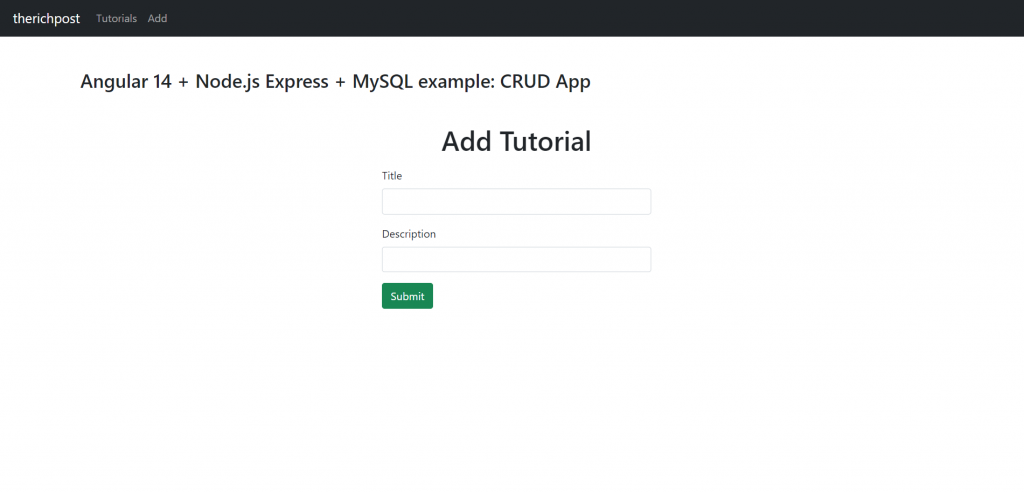 therichpost Tutorials Add
Angular 14 + Node.js Express + MySQL example: CRUD App
Add Tutorial
Title
Description
Submit